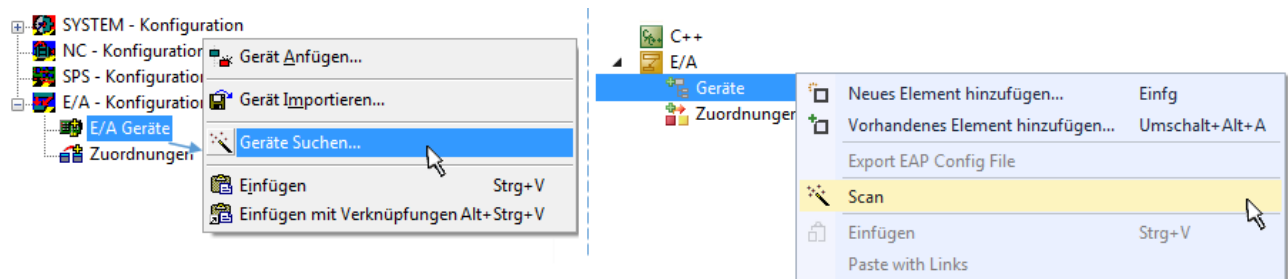 SYSTEM - Konfiguration
NC - Konfiguration
SPS - Konfiguratio
E/A - Konfiguration
E/A Geräte
Zuordnungen
Gerät Anfügen...
Gerät Importieren...
Geräte Suchen...
Einfügen Strg+V
Einfügen mit Verknüpfungen Alt+Strg+V
C++
E/A
Geräte
Zuordnunger
Neues Element hinzufügen... Einfg
Vorhandenes Element hinzufügen... Umschalt+Alt+A
Export EAP Config File
Scan
Einfügen Strg+V
Paste with Links